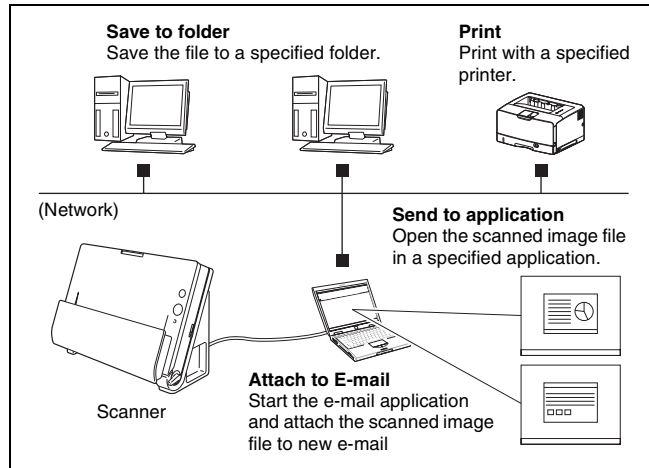 Save to folder
Save the file to a specified folder.
Print
Print with a specified
printer.
(Network)
Send to application
Open the scanned image file
in a specified application.
Scanner
Attach to E-mail
Start the e-mail application
and attach the scanned image
file to new e-mail